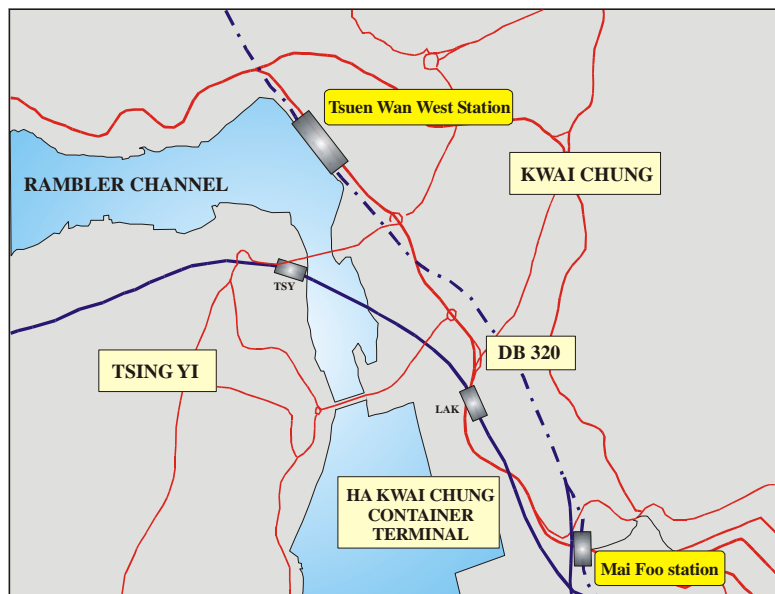 Tsuen Wan West Station
RAMBLER CHANNEL
KWAI CHUNG
TSY
TSING YI
DB 320
LAK
HA KWAI CHUNG
CONTAINER
TERMINAL
Mai Foo station